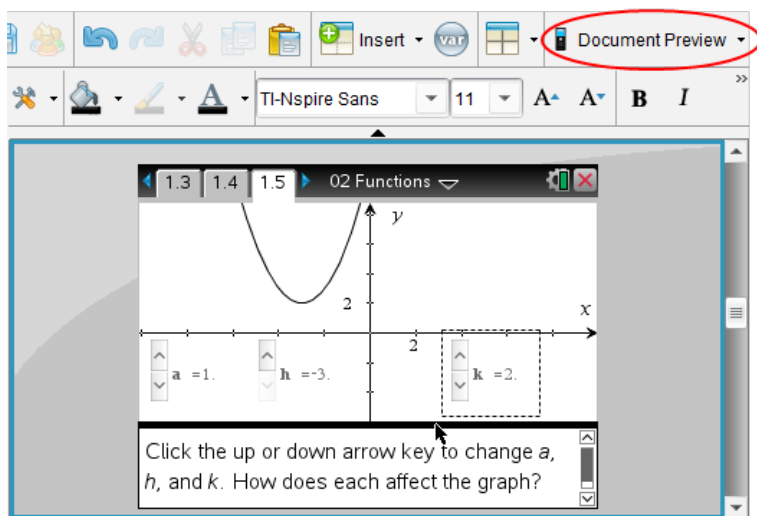 Insert var Document Preview
TI-Nspire Sans 11 A A B I
1.3 1.4 1.5 02 Functions
y
2
x
2
a =1. h =-3. k =2.
Click the up or down arrow key to change a,
h, and k. How does each affect the graph?